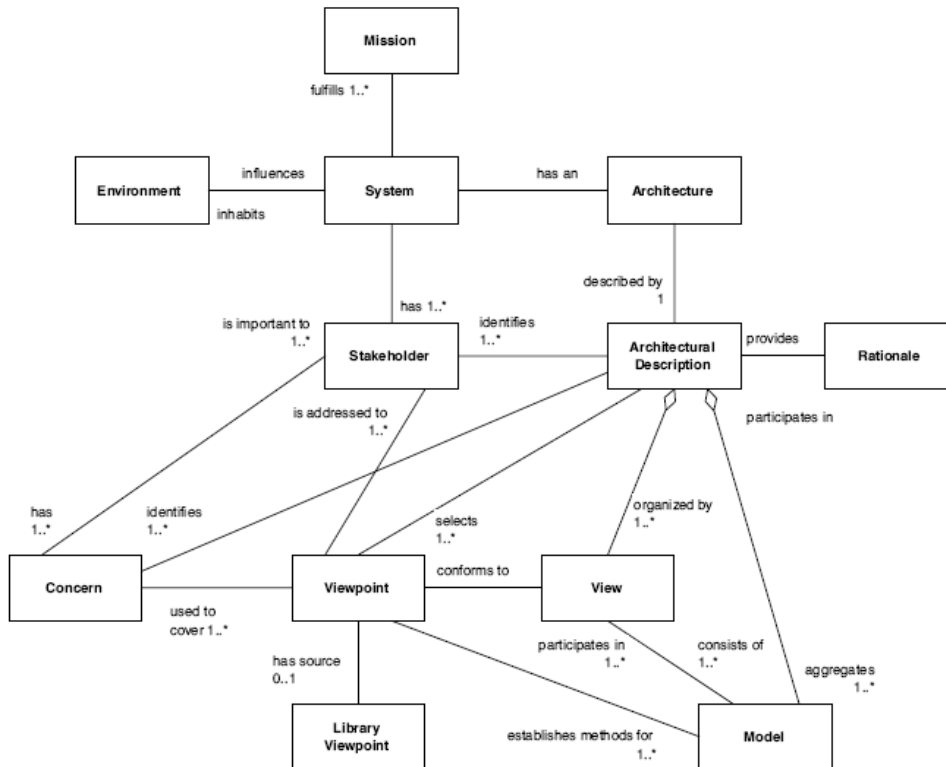 Mission
fulfills 1..*
Environment
influences
inhabits
System
has an
Architecture
has 1..*
described by
1
is important to
1..*
Stakeholder
identifies
1..*
Architectural
Description
provides
Rationale
is addressed to
1..*
participates in
has
1..*
identifies
1..*
selects
1..*
organized by
1..*
Concern
used to
cover 1..*
Viewpoint
conforms to
View
has source
0..1
participates in
1..*
consists of
1..*
aggregates
1..*
Library
Viewpoint
establishes methods for
1..*
Model